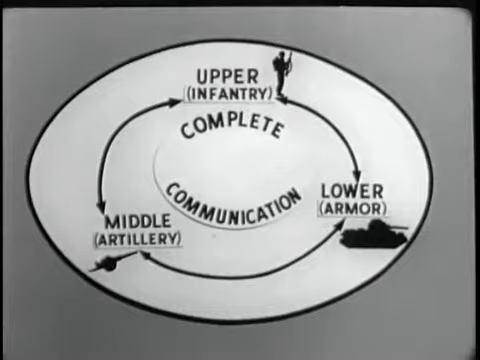 UPPER
(INFANTRY)
COMPLETE
COMMUNICATION
LOWER
(ARMOR)
MIDDLE
(ARTILLERY)